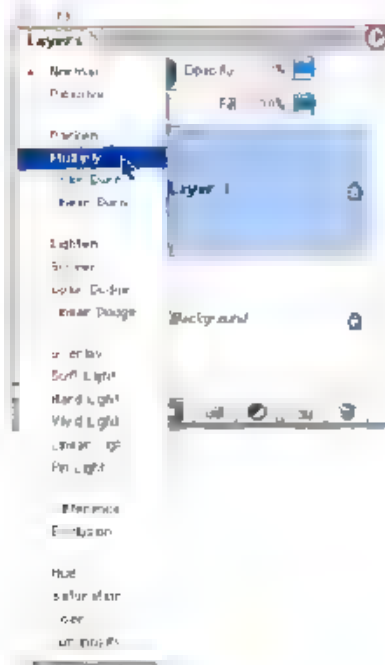 Layers
Normal
Opacity
Dissolve
Fill
Darken
Multiply
Color Burn
Layer 1
Linear Burn
Lighten
Screen
Color Dodge
Linear Dodge
Background
Overlay
Soft Light
Hard Light
Vivid Light
Linear Light
Pin Light
Difference
Exclusion
Hue
Saturation
Color
Luminosity